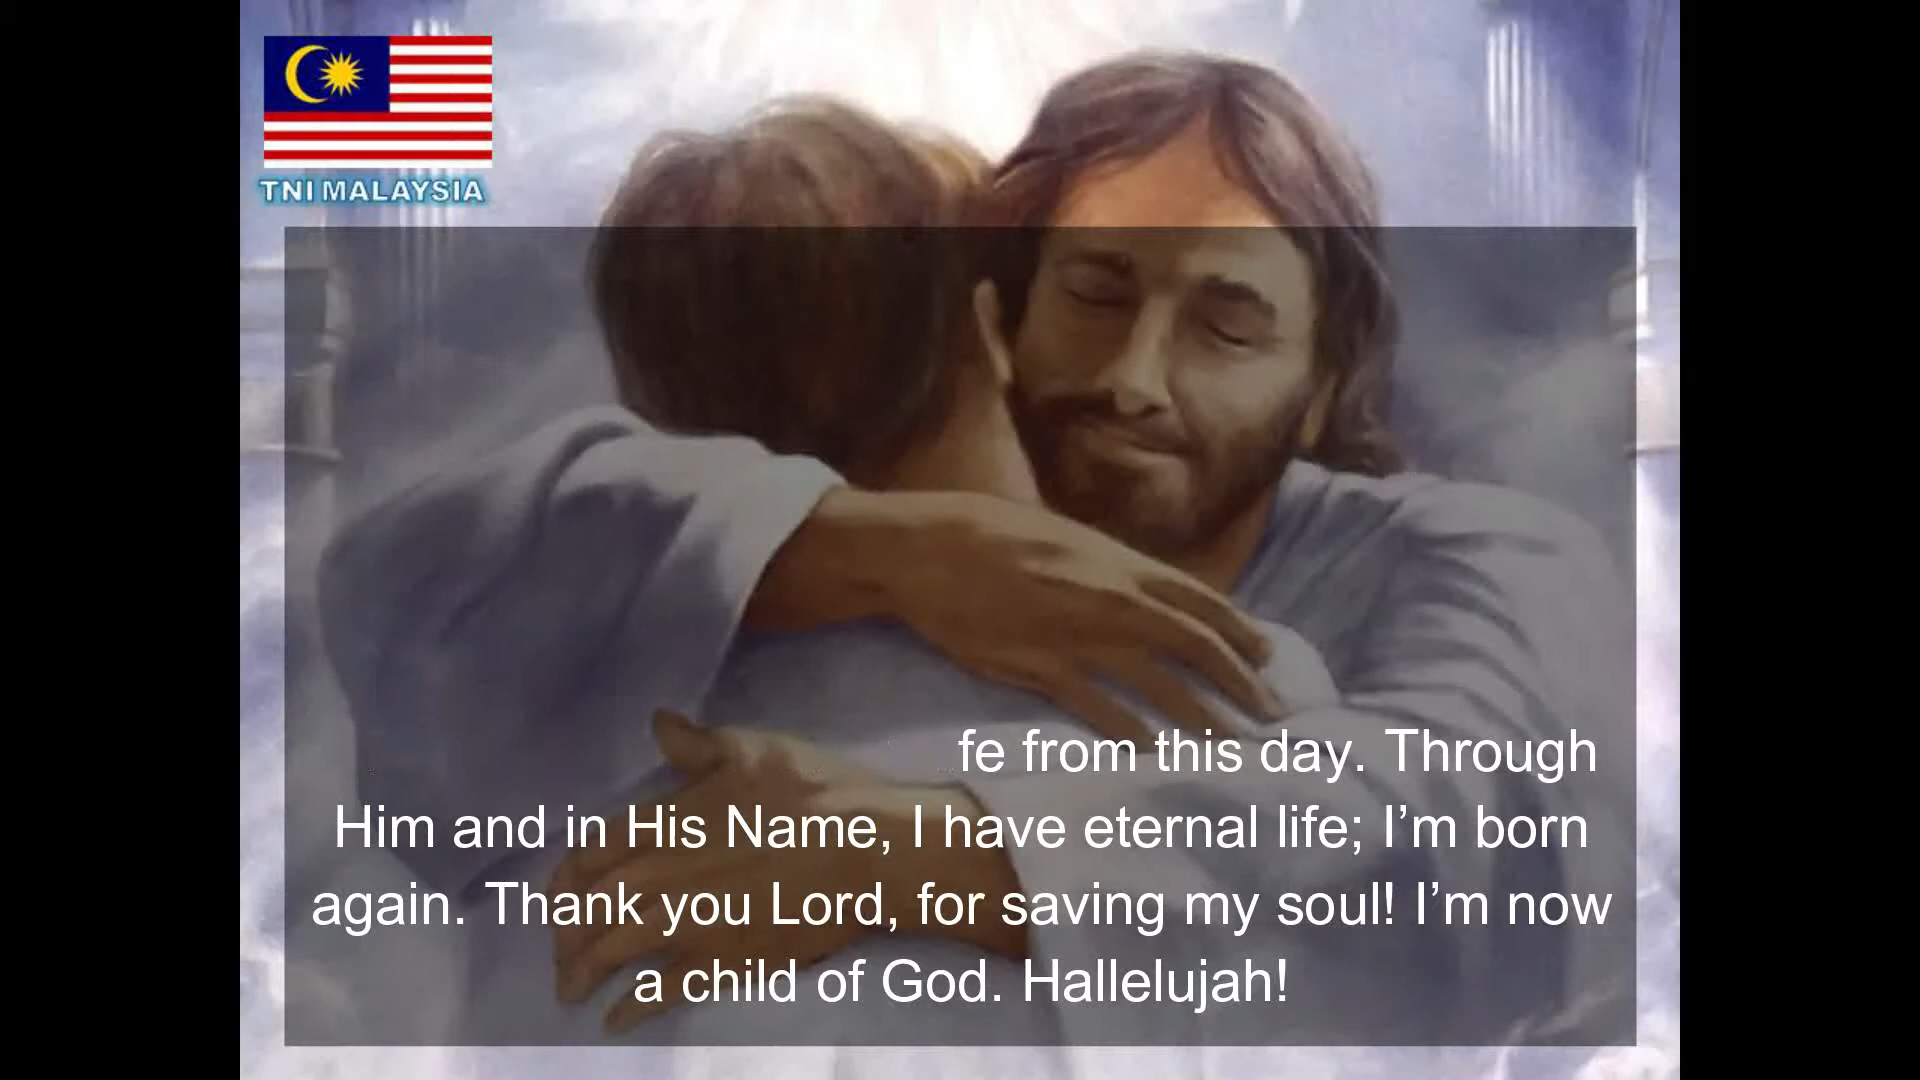 TNI MALAYSIA
from this day. Through
Him and in His Name, I have eternal life; I’m born
again. Thank you Lord, for saving my soul! I’m now
a child of God. Hallelujah!